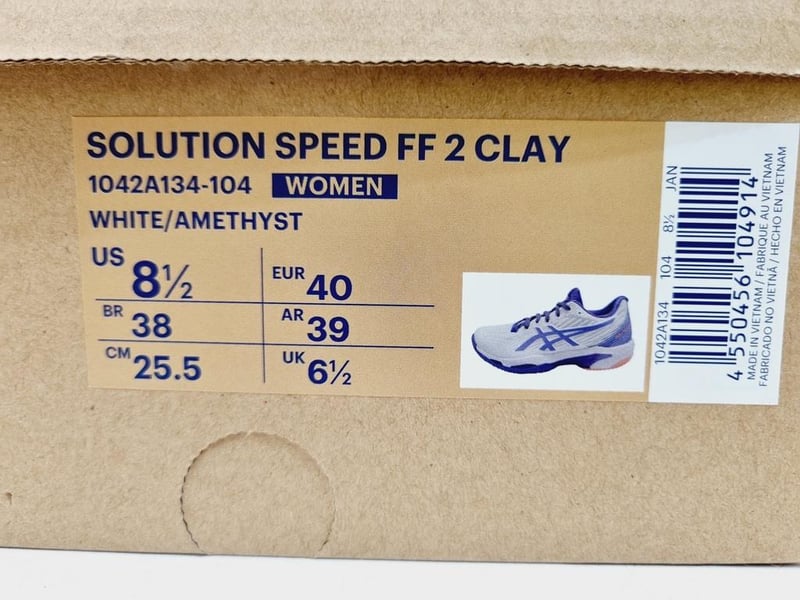 SOLUTION SPEED FF 2 CLAY
1042A134-104 WOMEN
WHITE/AMETHYST
US 8½ EUR 40
BR 38 AR 39
CM 25.5 UK 6½
1042A134 104 8½ JAN
4 550456 104914
MADE IN VIETNAM / FABRIQUE AU VIETNAM
FABRICADO NO VIETNÃ / HECHO EN VIETNAM